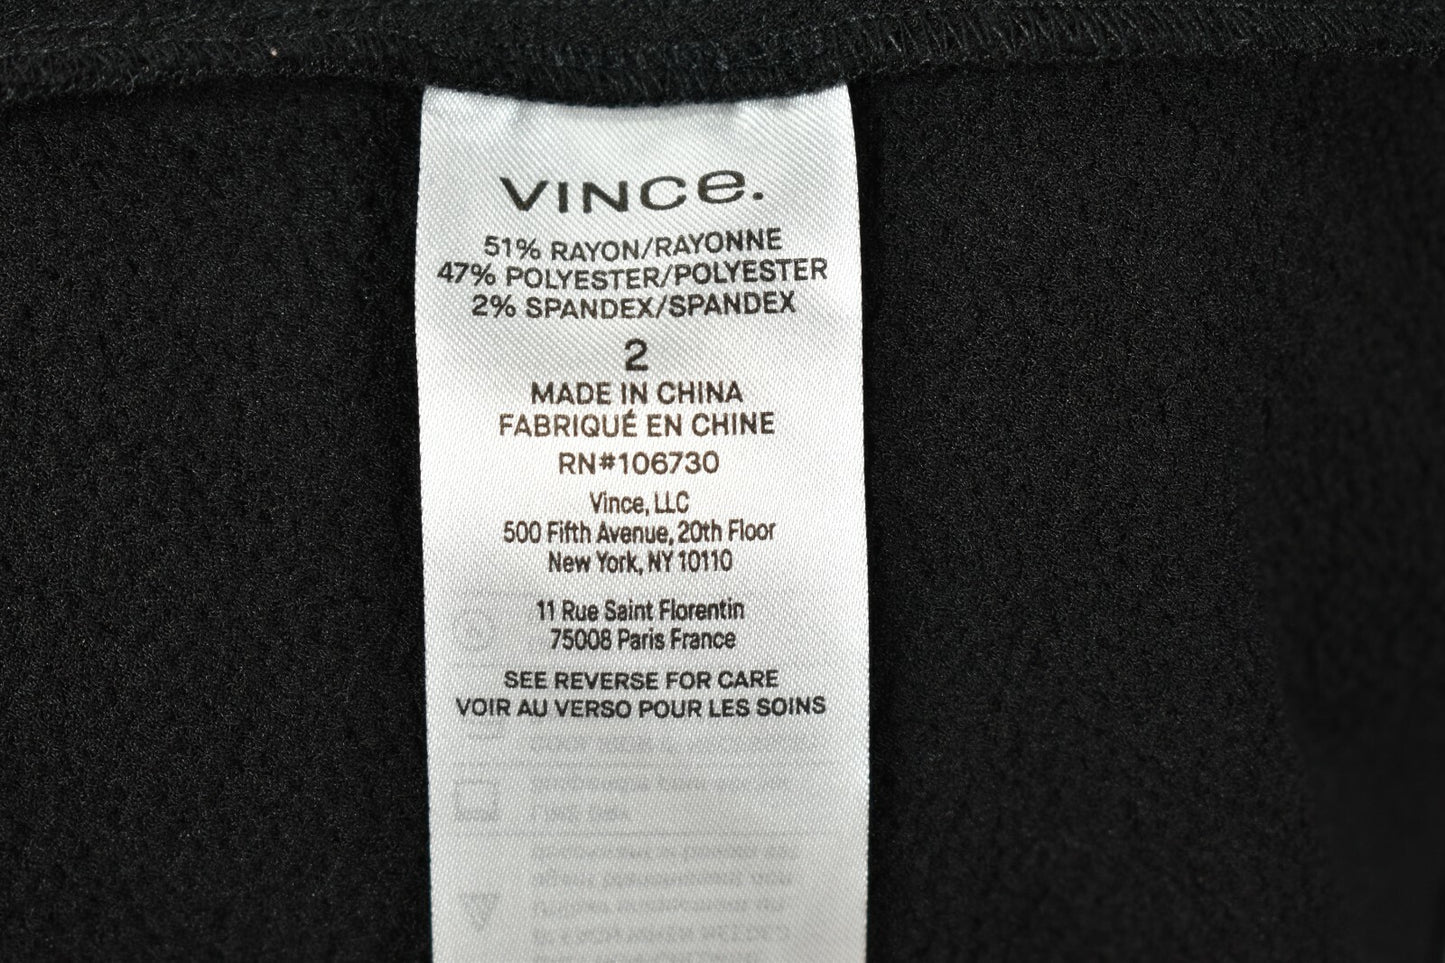 VINCE.
51% RAYON/RAYONNE
47% POLYESTER/POLYESTER
2% SPANDEX/SPANDEX
2
MADE IN CHINA
FABRIQUÉ EN CHINE
RN#106730
Vince, LLC
500 Fifth Avenue, 20th Floor
New York, NY 10110
11 Rue Saint Florentin
75008 Paris France
SEE REVERSE FOR CARE
VOIR AU VERSO POUR LES SOINS